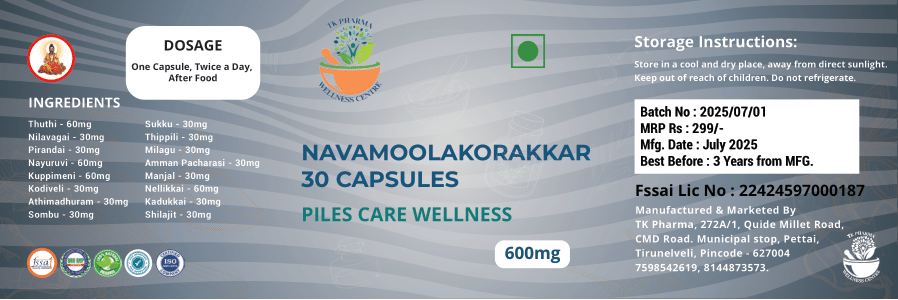 DOSAGE
One Capsule, Twice a Day,
After Food
INGREDIENTS
Thuthi - 60mg
Nilavagai - 30mg
Pirandai - 30mg
Nayuruvi - 60mg
Kuppimeni - 60mg
Kodiveli - 30mg
Athimadhuram - 30mg
Sombu - 30mg
Sukku - 30mg
Thippili - 30mg
Milagu - 30mg
Amman Pacharasi - 30mg
Manjal - 30mg
Nellikkai - 60mg
Kadukkai - 30mg
Shilajit - 30mg
fssai
ISO
TK PHARMA
WELLNESS CENTRE
NAVAMOOLAKORAKKAR
30 CAPSULES
PILES CARE WELLNESS
600mg
Storage Instructions:
Store in a cool and dry place, away from direct sunlight.
Keep out of reach of children. Do not refrigerate.
Batch No : 2025/07/01
MRP Rs : 299/-
Mfg. Date : July 2025
Best Before : 3 Years from MFG.
Fssai Lic No : 22424597000187
Manufactured & Marketed By
TK Pharma, 272A/1, Quide Millet Road,
CMD Road. Municipal stop, Pettai,
Tirunelveli, Pincode - 627004
7598542619, 8144873573.
TK PHARMA
WELLNESS CENTRE